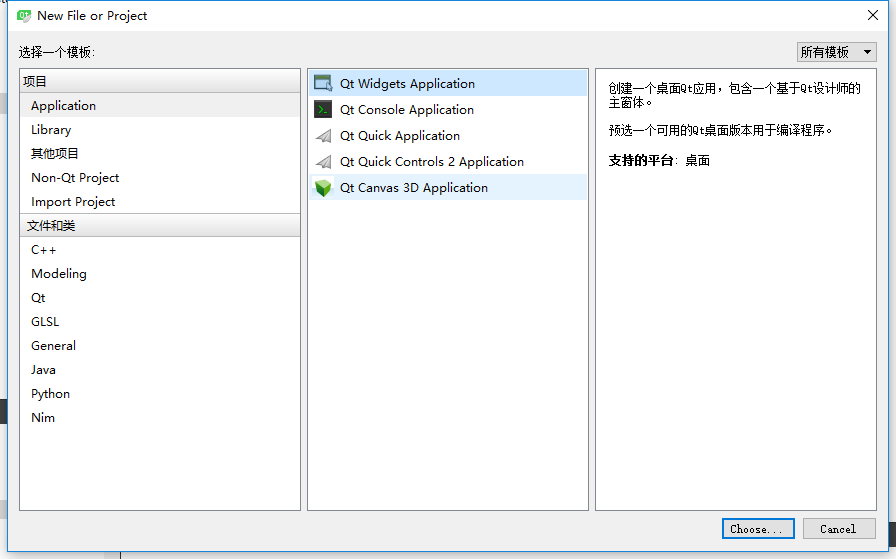 New File or Project
选择一个模板:
所有模板
项目
Application
Library
其他项目
Non-Qt Project
Import Project
文件和类
C++
Modeling
Qt
GLSL
General
Java
Python
Nim
Qt Widgets Application
Qt Console Application
Qt Quick Application
Qt Quick Controls 2 Application
Qt Canvas 3D Application
创建一个桌面Qt应用，包含一个基于Qt设计师的
主窗体。
预选一个可用的Qt桌面版本用于编译程序。
支持的平台: 桌面
Choose...
Cancel